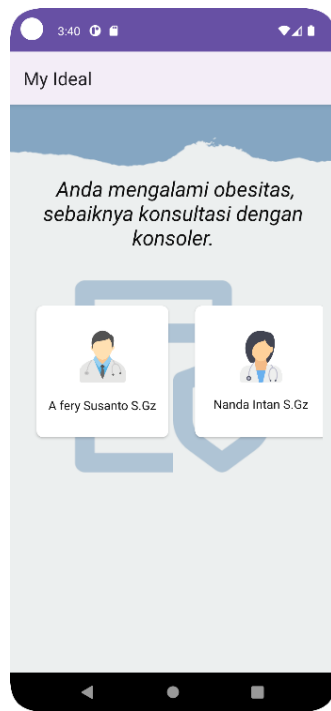 3:40
My Ideal
Anda mengalami obesitas,
sebaiknya konsultasi dengan
konsoler.
A fery Susanto S.Gz
Nanda Intan S.Gz